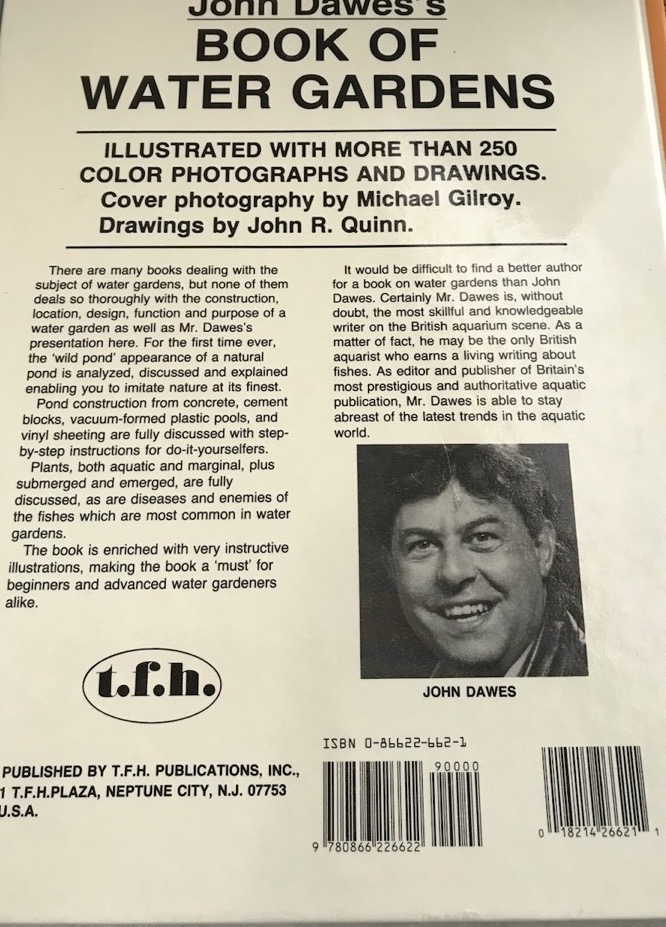 John Dawes's
BOOK OF
WATER GARDENS
ILLUSTRATED WITH MORE THAN 250
COLOR PHOTOGRAPHS AND DRAWINGS.
Cover photography by Michael Gilroy.
Drawings by John R. Quinn.
There are many books dealing with the
subject of water gardens, but none of them
deals so thoroughly with the construction,
location, design, function and purpose of a
water garden as well as Mr. Dawes's
presentation here. For the first time ever,
the 'wild pond' appearance of a natural
pond is analyzed, discussed and explained
enabling you to imitate nature at its finest.
Pond construction from concrete, cement
blocks, vacuum-formed plastic pools, and
vinyl sheeting are fully discussed with step-
by-step instructions for do-it-yourselfers.
Plants, both aquatic and marginal, plus
submerged and emerged, are fully
discussed, as are diseases and enemies of
the fishes which are most common in water
gardens.
The book is enriched with very instructive
illustrations, making the book a 'must' for
beginners and advanced water gardeners
alike.
It would be difficult to find a better author
for a book on water gardens than John
Dawes. Certainly Mr. Dawes is, without
doubt, the most skillful and knowledgeable
writer on the British aquarium scene. As a
matter of fact, he may be the only British
aquarist who earns a living writing about
fishes. As editor and publisher of Britain's
most prestigious and authoritative aquatic
publication, Mr. Dawes is able to stay
abreast of the latest trends in the aquatic
world.
JOHN DAWES
t.f.h.
PUBLISHED BY T.F.H. PUBLICATIONS, INC.,
1 T.F.H.PLAZA, NEPTUNE CITY, N.J. 07753
U.S.A.
ISBN 0-86622-662-1
90000
9 780866 226622
0 18214 26621 1